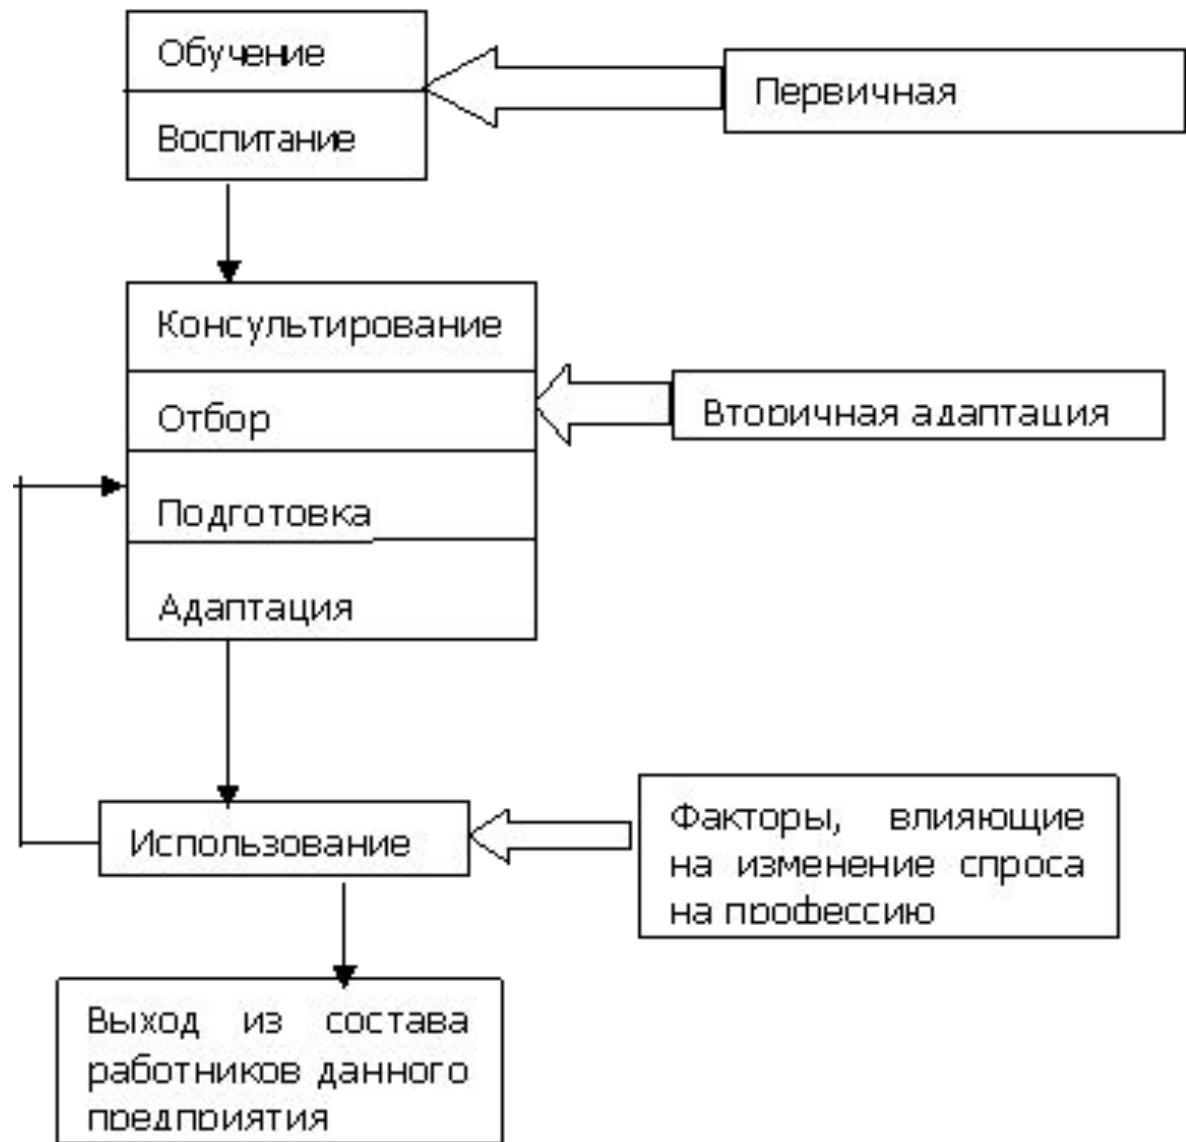 Обучение
Первичная
Воспитание
Консультирование
Отбор
Вторичная адаптация
Подготовка
Адаптация
Использование
Факторы, влияющие
на изменение спроса
на профессию
Выход из состава
работников данного
предприятия